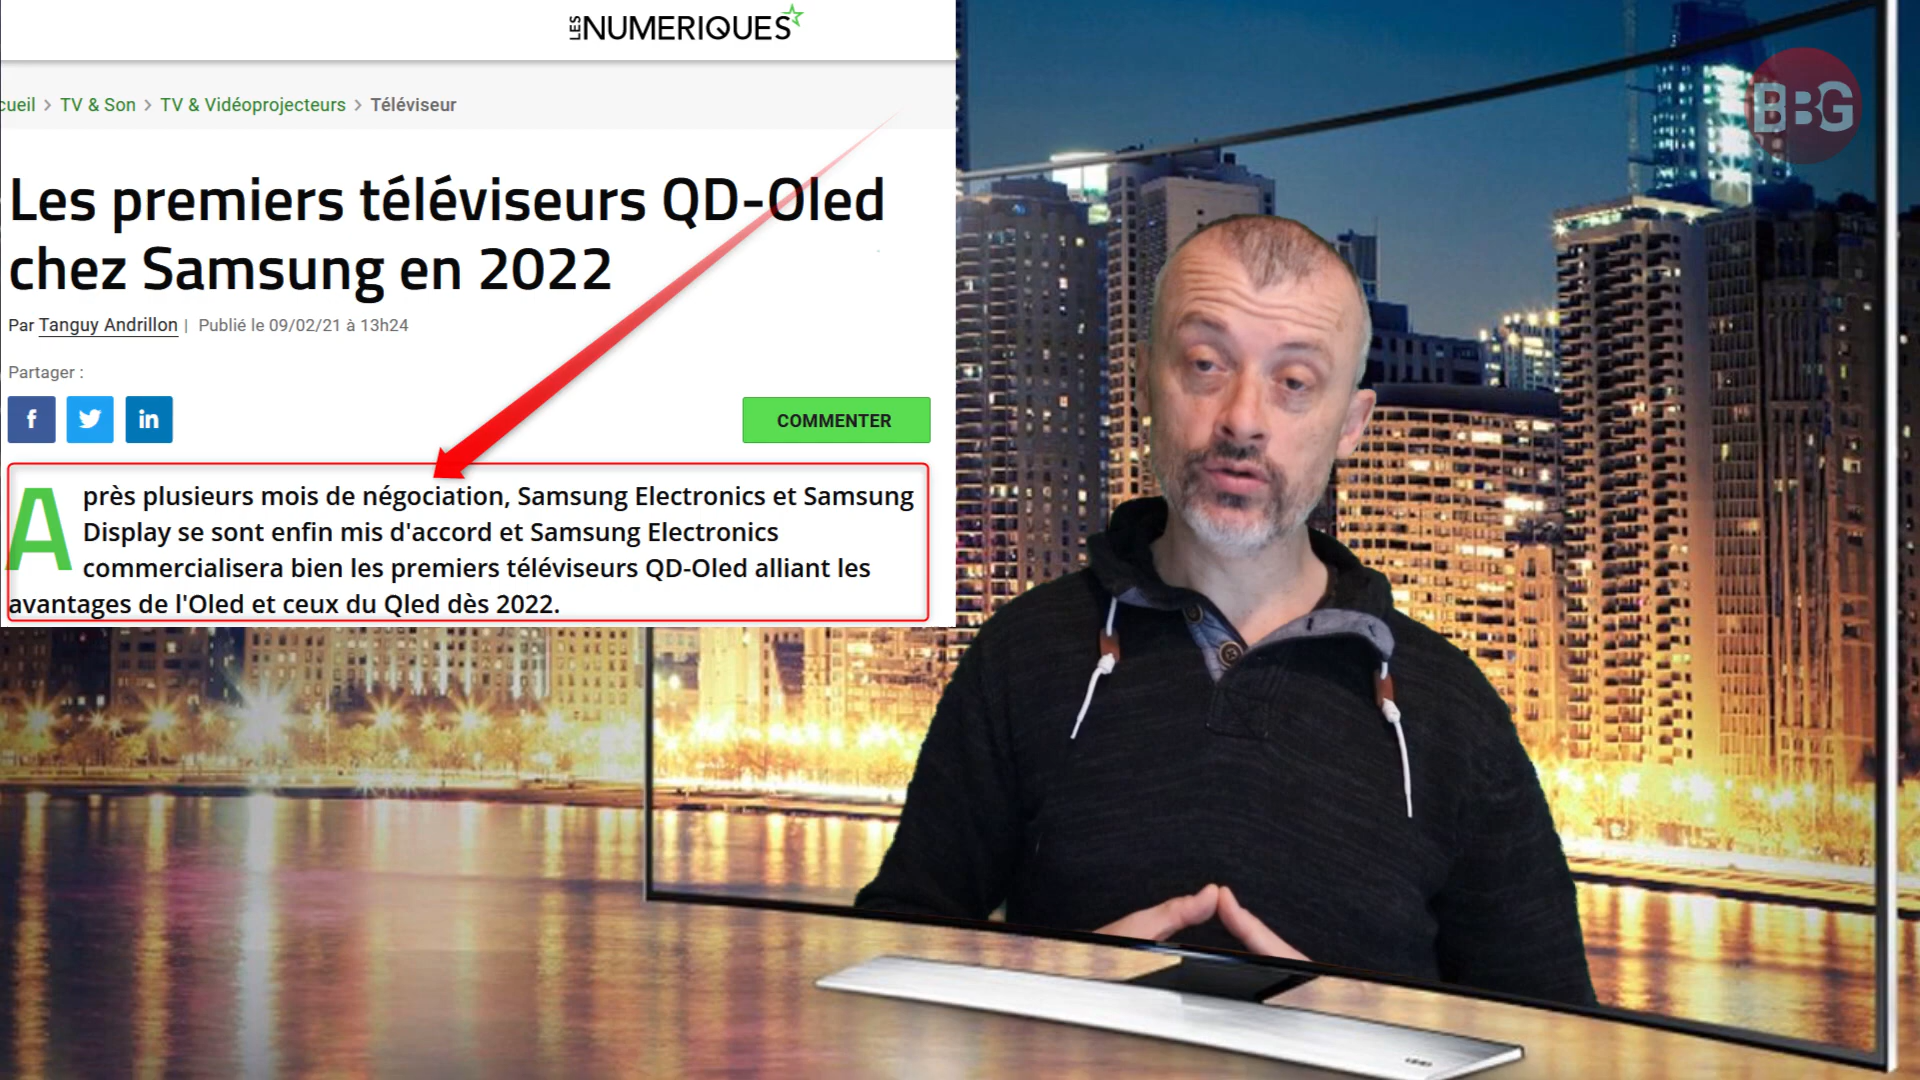 LES NUMERIQUES
cueil > TV & Son > TV & Vidéoprojecteurs > Téléviseur
Les premiers téléviseurs QD-Oled
chez Samsung en 2022
Par Tanguy Andrillon | Publié le 09/02/21 à 13h24
Partager :
f in
COMMENTER
Après plusieurs mois de négociation, Samsung Electronics et Samsung
Display se sont enfin mis d'accord et Samsung Electronics
commercialisera bien les premiers téléviseurs QD-Oled alliant les
avantages de l'Oled et ceux du Qled dès 2022.
BBG